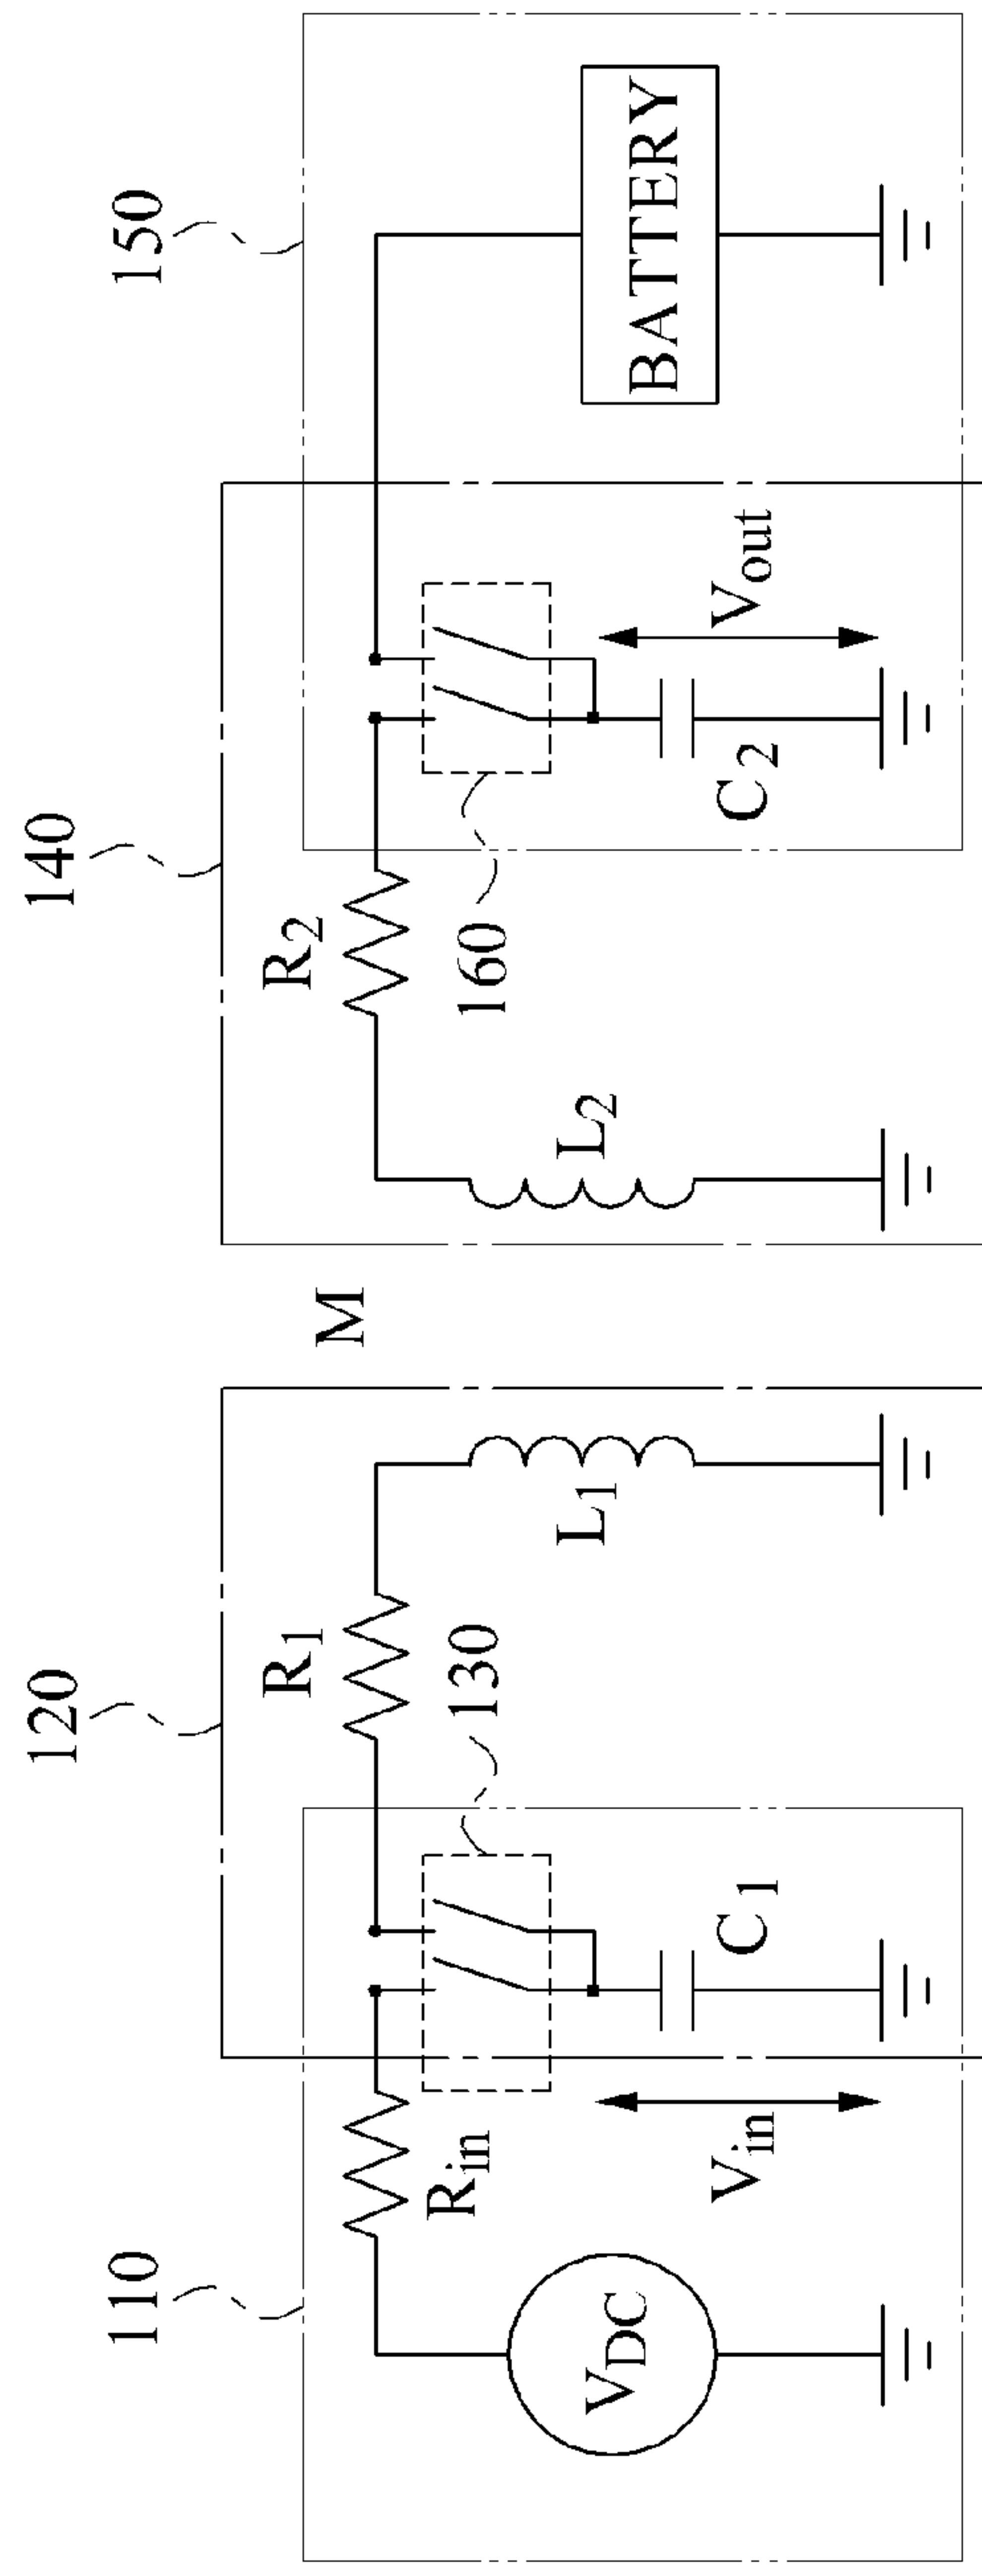 110
120
140
150
R1
M
R2
Rin
130
160
VDC
L1
L2
BATTERY
Vin
C1
C2
Vout